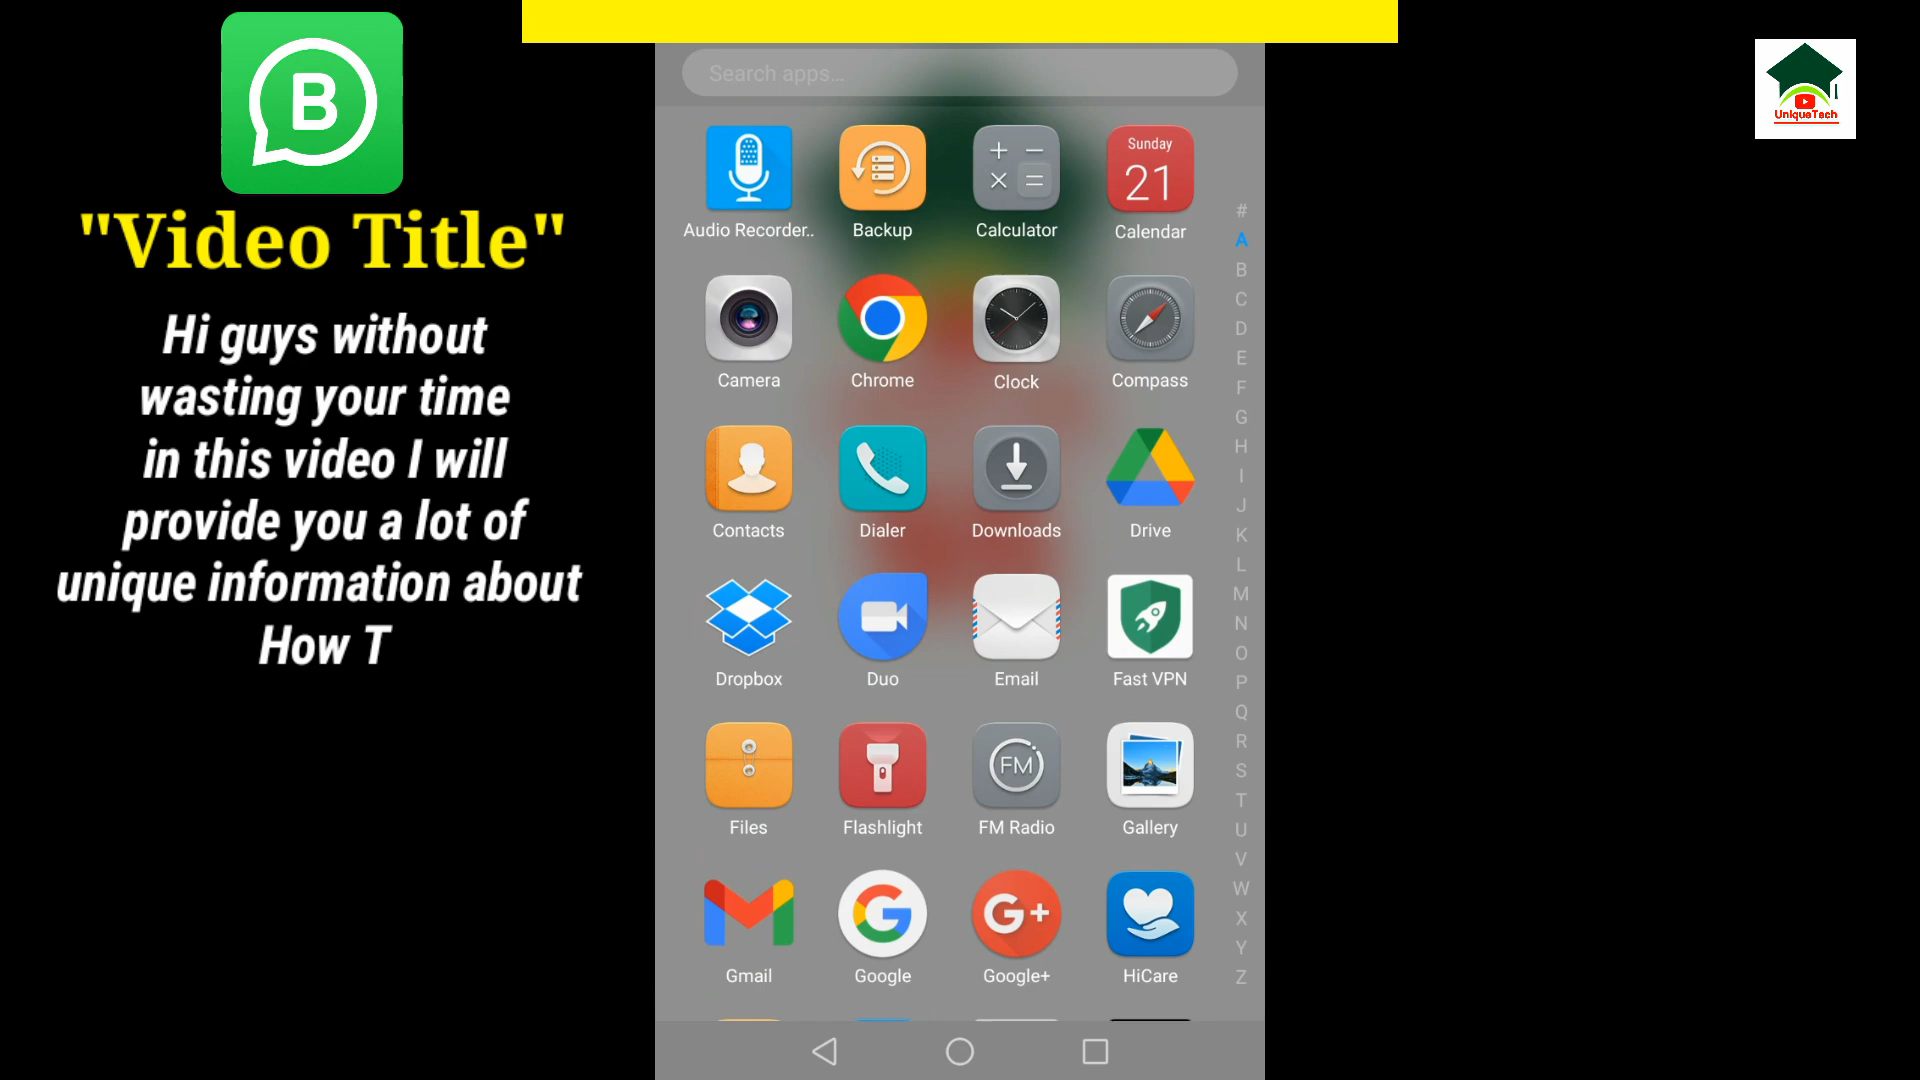 B
"Video Title"
Hi guys without
wasting your time
in this video I will
provide you a lot of
unique information about
How T
Search apps...
Sunday
21
Audio Recorder..
Backup
Calculator
Calendar
Camera
Chrome
Clock
Compass
Contacts
Dialer
Downloads
Drive
Dropbox
Duo
Email
Fast VPN
Files
Flashlight
FM
FM Radio
Gallery
Gmail
Google
G+
Google+
HiCare
#
A
B
C
D
E
F
G
H
I
J
K
L
M
N
O
P
Q
R
S
T
U
V
W
X
Y
Z
UniqueTech